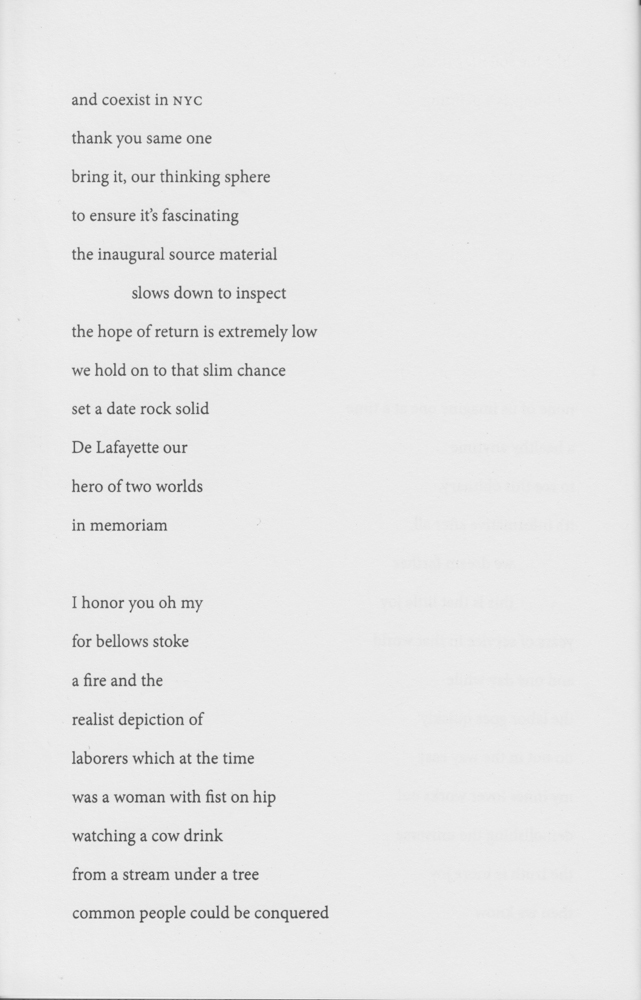 and coexist in NYC
thank you same one
bring it, our thinking sphere
to ensure it's fascinating
the inaugural source material
slows down to inspect
the hope of return is extremely low
we hold on to that slim chance
set a date rock solid
De Lafayette our
hero of two worlds
in memoriam
I honor you oh my
for bellows stoke
a fire and the
realist depiction of
laborers which at the time
was a woman with fist on hip
watching a cow drink
from a stream under a tree
common people could be conquered